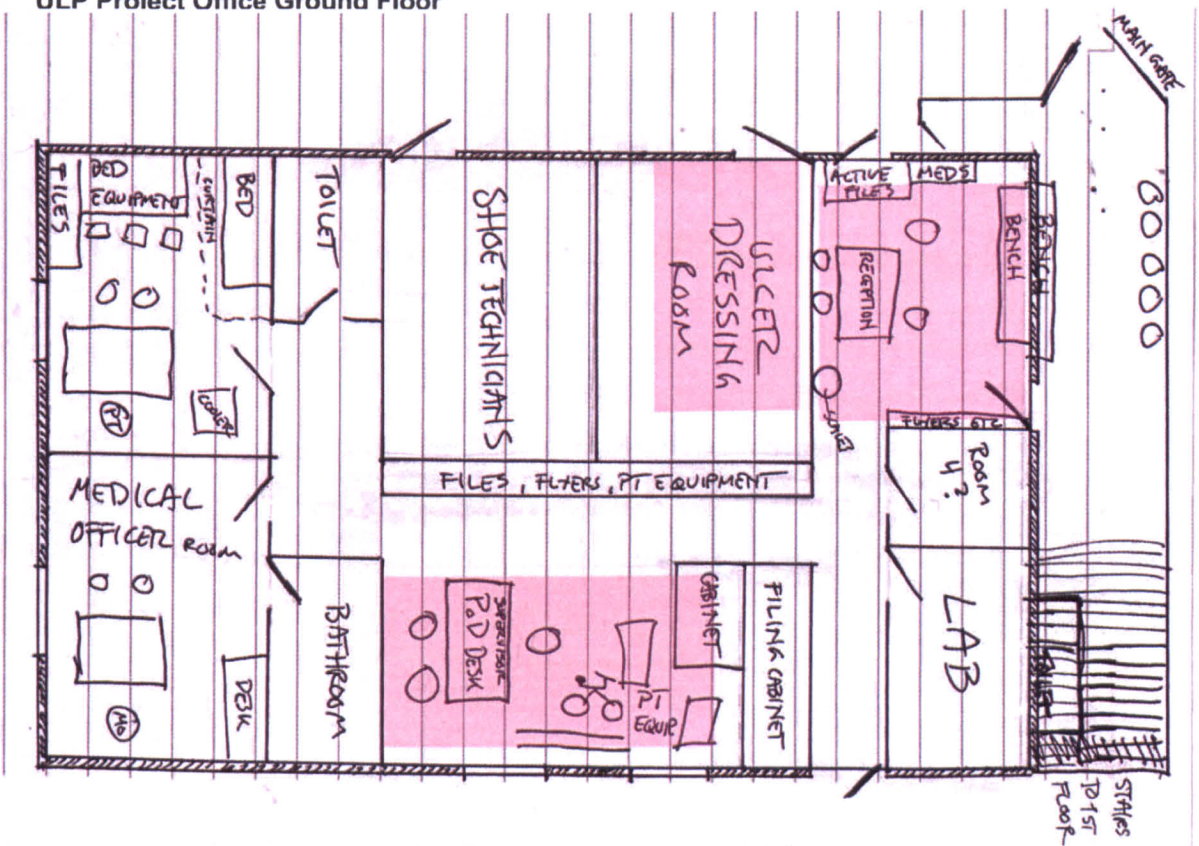 ULP Project Office Ground Floor
MAIN GATE
FILES
BED
EQUIPMENT
CURTAIN
BED
TOILET
SHOE TECHNICIANS
ULCER
DRESSING
ROOM
ACTIVE
FILES
MEDS
BENCH
BENCH
RECEPTION
SCALES
FLYERS ETC
ROOM
4?
PT
COOLER
FILES, FLYERS, PT EQUIPMENT
MEDICAL
OFFICER ROOM
MO
DESK
BATHROOM
SUPERVISOR
POD DESK
PT
EQUIP
CABINET
FILING CABINET
LAB
TOILET
STAIRS
TO 1ST
FLOOR